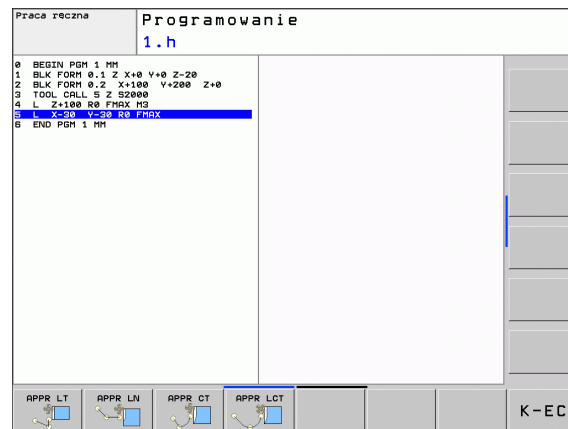 Praca ręczna
Programowanie
1.h
0 BEGIN PGM 1 MM
1 BLK FORM 0.1 Z X+0 Y+0 Z-20
2 BLK FORM 0.2 X+100 Y+200 Z+0
3 TOOL CALL 5 Z S2000
4 L Z+100 R0 FMAX M3
5 L X-30 Y-30 R0 FMAX
6 END PGM 1 MM
APPR LT
APPR LN
APPR CT
APPR LCT
K-EC